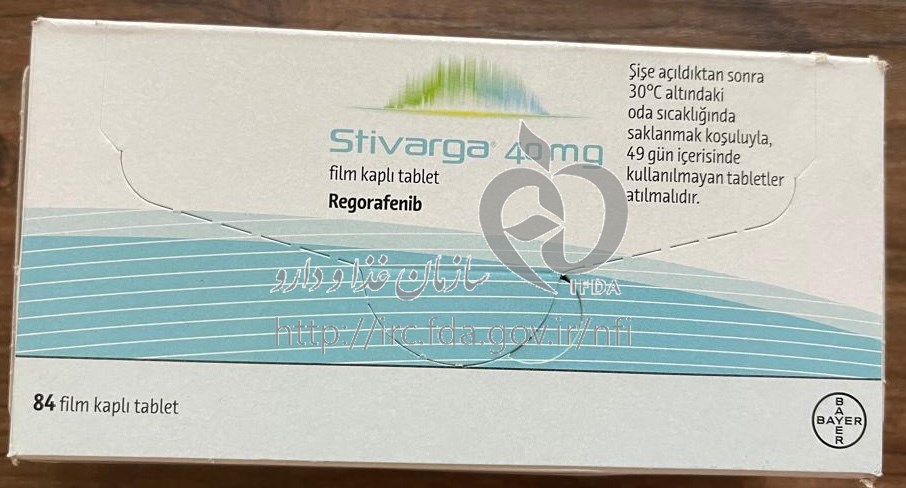 Stivarga® 40 mg
film kaplı tablet
Regorafenib
Şişe açıldıktan sonra
30°C altındaki
oda sıcaklığında
saklanmak koşuluyla,
49 gün içerisinde
kullanılmayan tabletler
atılmalıdır.
سازمان غذا و دارو
IFDA
http://irc.fda.gov.ir/nfi
84 film kaplı tablet
BAYER
BAYER